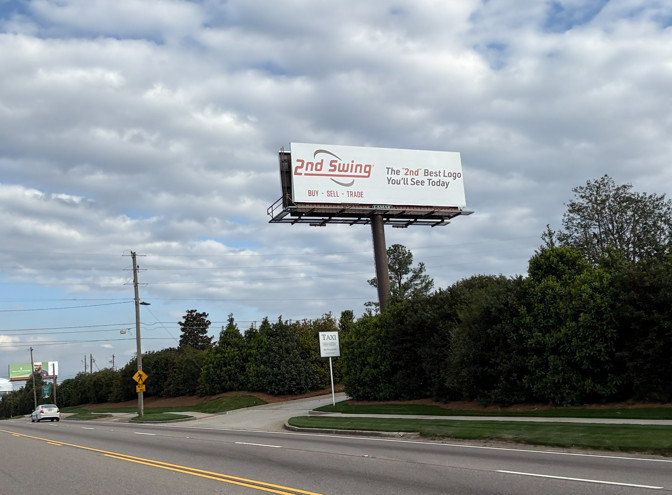 2nd Swing
BUY · SELL · TRADE
The "2nd" Best Logo
You'll See Today
TAXI